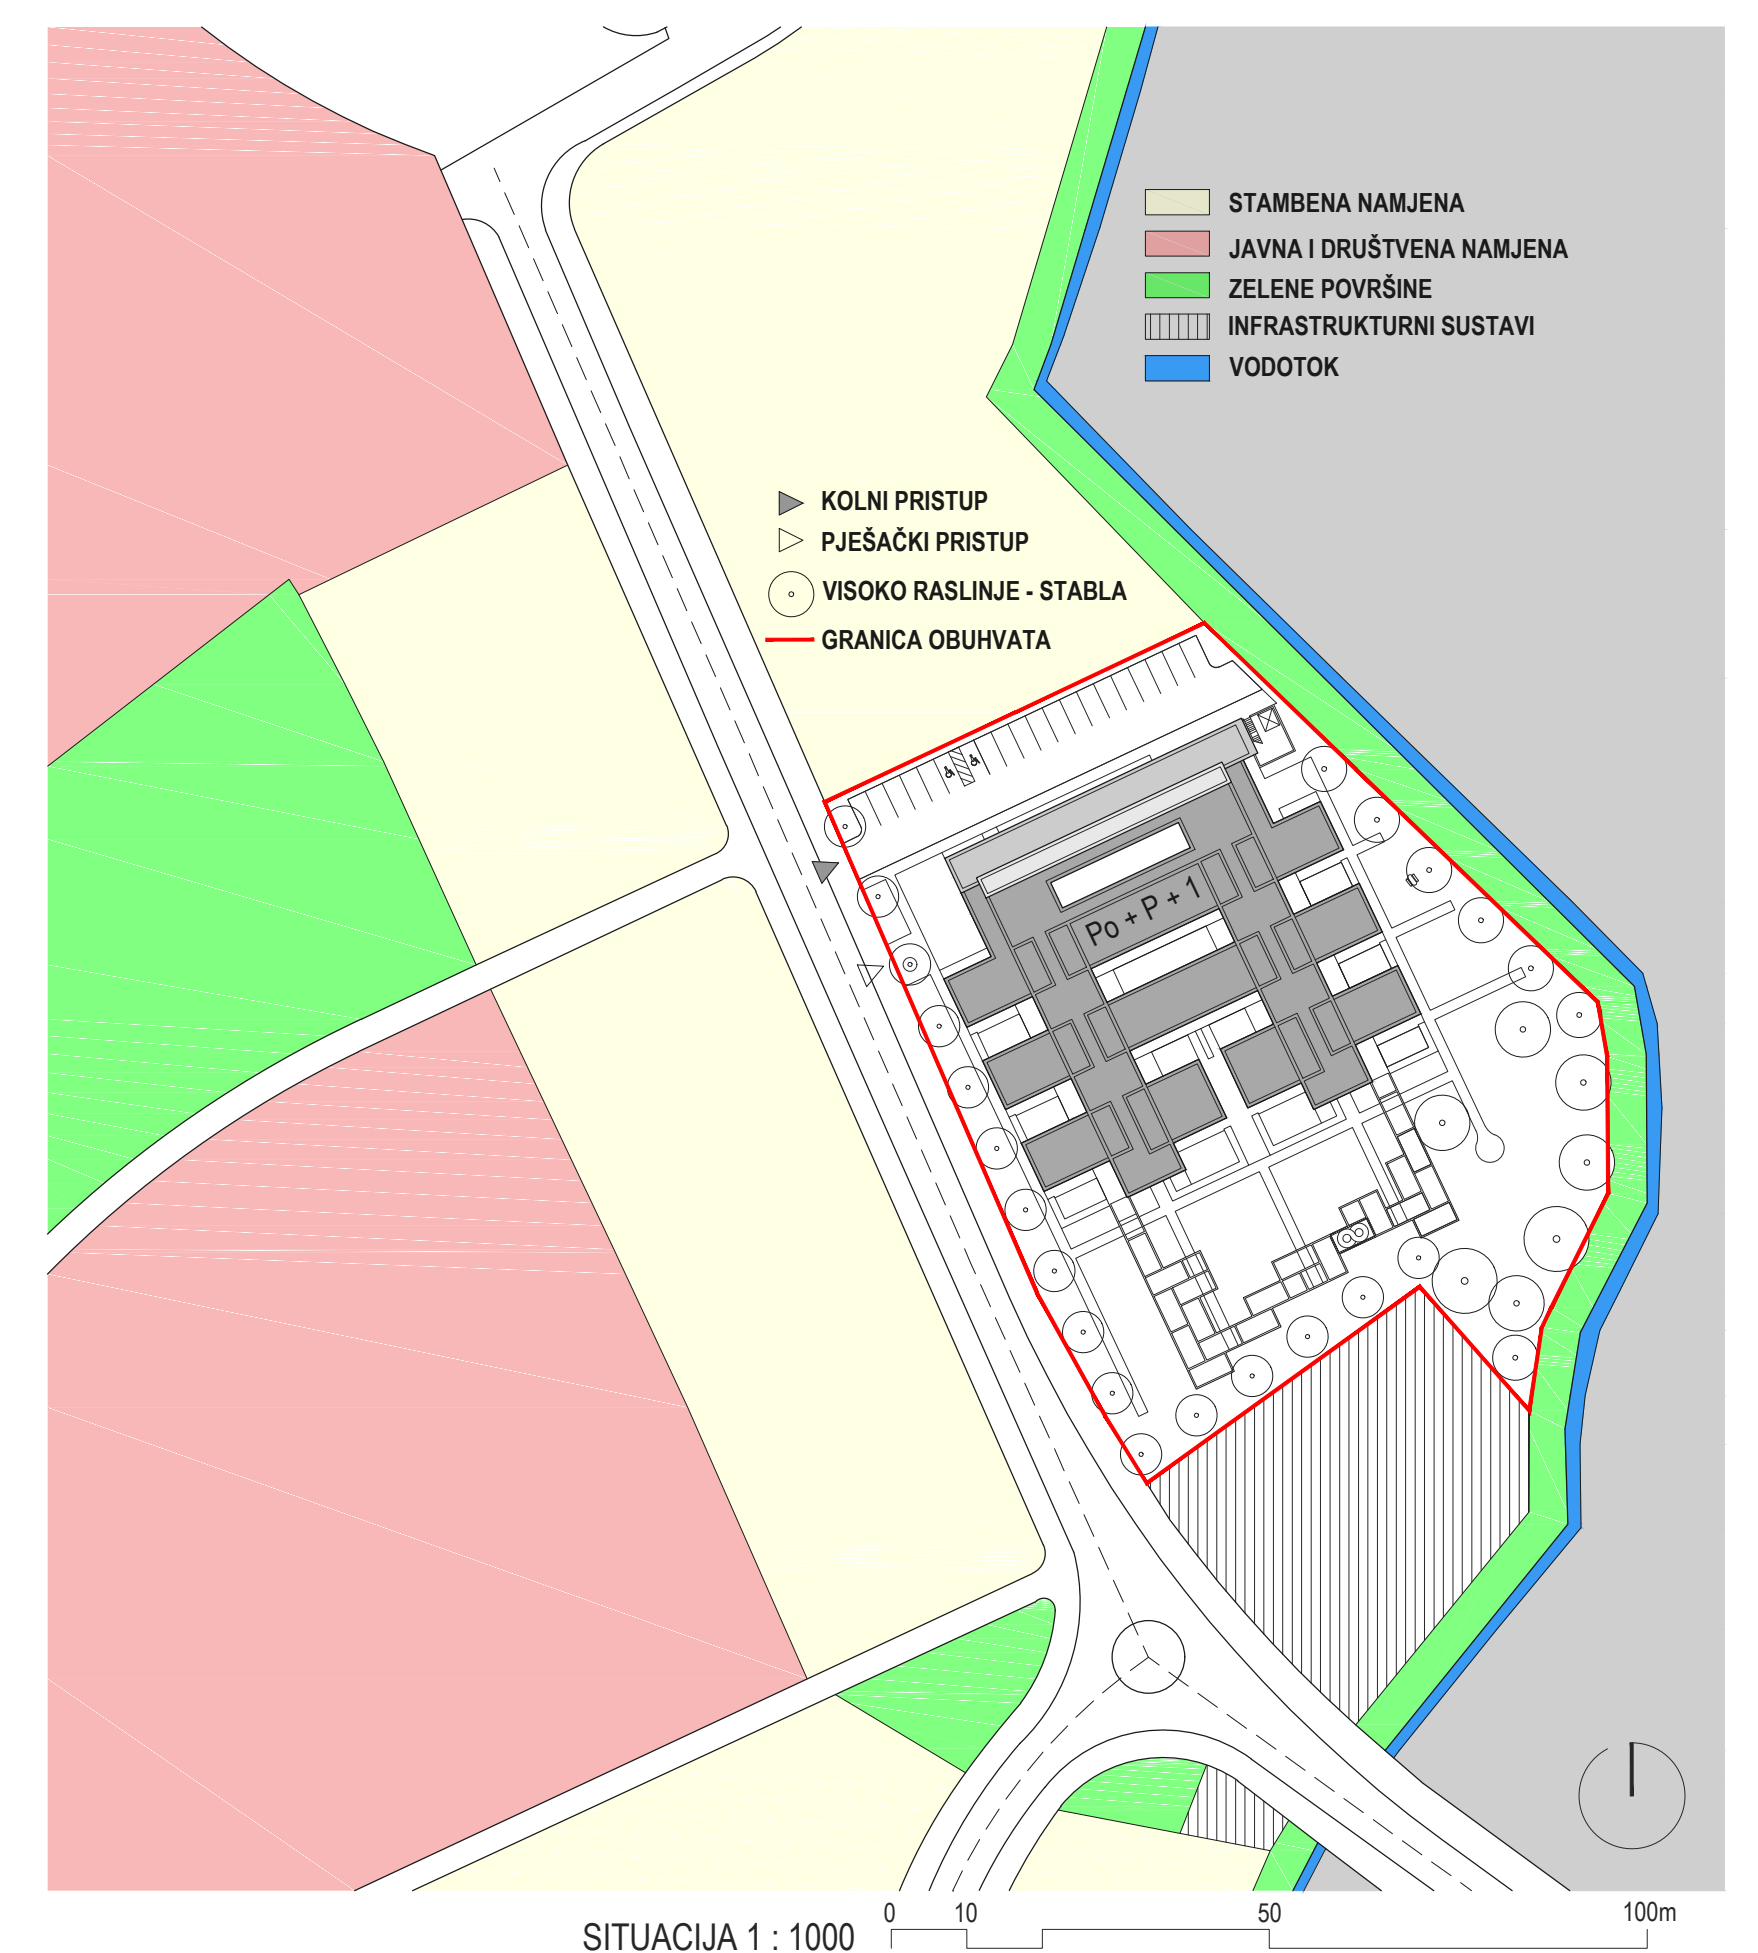 STAMBENA NAMJENA
JAVNA I DRUŠTVENA NAMJENA
ZELENE POVRŠINE
INFRASTRUKTURNI SUSTAVI
VODOTOK
KOLNI PRISTUP
PJEŠAČKI PRISTUP
VISOKO RASLINJE - STABLA
GRANICA OBUHVATA
Po + P + 1
SITUACIJA 1 : 1000
0 10 50 100m